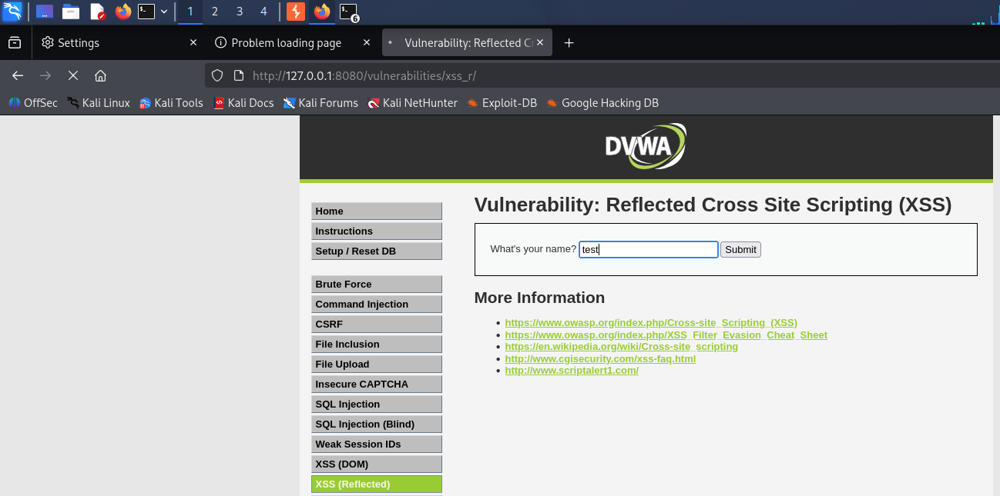 1 2 3 4 6
Settings Problem loading page Vulnerability: Reflected Cr
http://127.0.0.1:8080/vulnerabilities/xss_r/
OffSec Kali Linux Kali Tools Kali Docs Kali Forums Kali NetHunter Exploit-DB Google Hacking DB
DVWA
Home
Instructions
Setup / Reset DB
Brute Force
Command Injection
CSRF
File Inclusion
File Upload
Insecure CAPTCHA
SQL Injection
SQL Injection (Blind)
Weak Session IDs
XSS (DOM)
XSS (Reflected)
Vulnerability: Reflected Cross Site Scripting (XSS)
What's your name? test Submit
More Information
https://www.owasp.org/index.php/Cross-site_Scripting_(XSS)
https://www.owasp.org/index.php/XSS_Filter_Evasion_Cheat_Sheet
https://en.wikipedia.org/wiki/Cross-site_scripting
http://www.cgisecurity.com/xss-faq.html
http://www.scriptalert1.com/